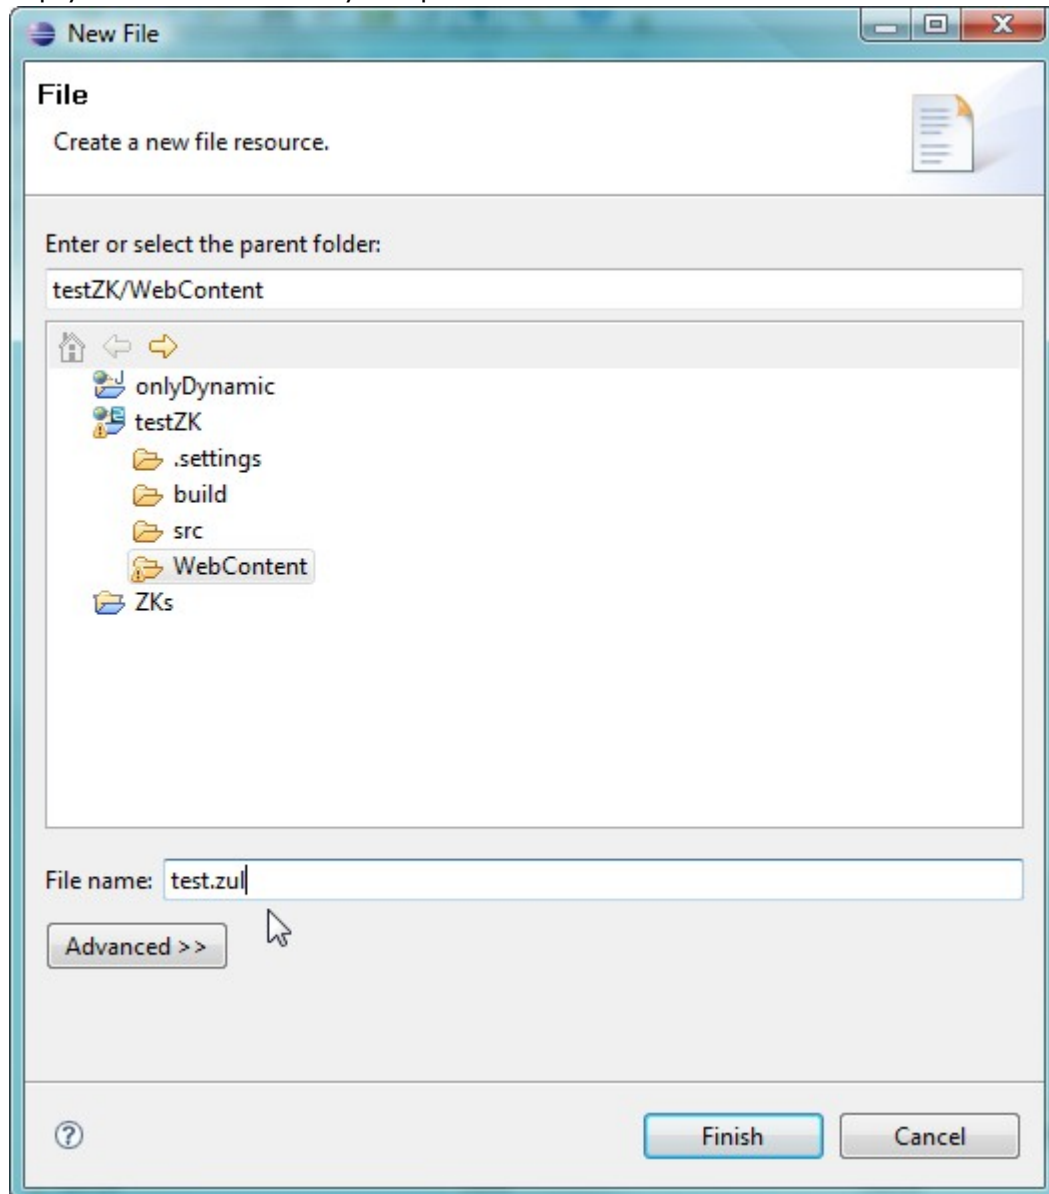 New File
File
Create a new file resource.
Enter or select the parent folder:
testZK/WebContent
onlyDynamic
testZK
.settings
build
src
WebContent
ZKs
File name: test.zul
Advanced >>
Finish Cancel